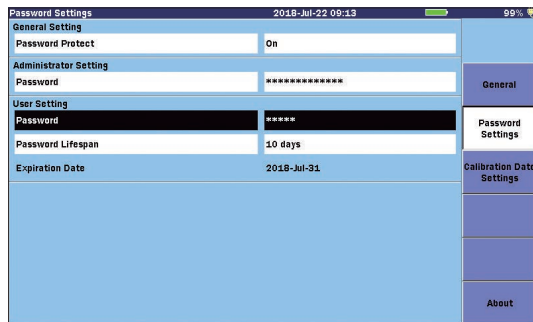 Password Settings 2018-Jul-22 09:13 99%
General Setting
Password Protect On
Administrator Setting
Password *************
User Setting
Password *****
Password Lifespan 10 days
Expiration Date 2018-Jul-31
General
Password
Settings
Calibration Date
Settings
About